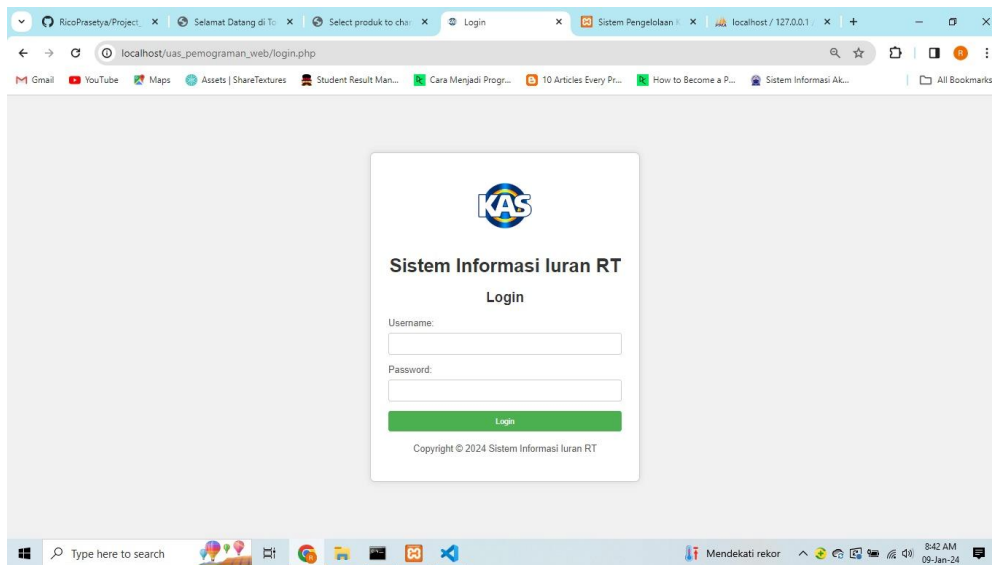 RicoPrasetya/Project_
Selamat Datang di To
Select produk to chan
Login
Sistem Pengelolaan K
localhost / 127.0.0.1 /
localhost/uas_pemograman_web/login.php
Gmail
YouTube
Maps
Assets | ShareTextures
Student Result Man...
Cara Menjadi Progr...
10 Articles Every Pr...
How to Become a P...
Sistem Informasi Ak...
All Bookmarks
KAS
Sistem Informasi Iuran RT
Login
Username:
Password:
Login
Copyright © 2024 Sistem Informasi Iuran RT
Type here to search
Mendekati rekor
8:42 AM
09-Jan-24